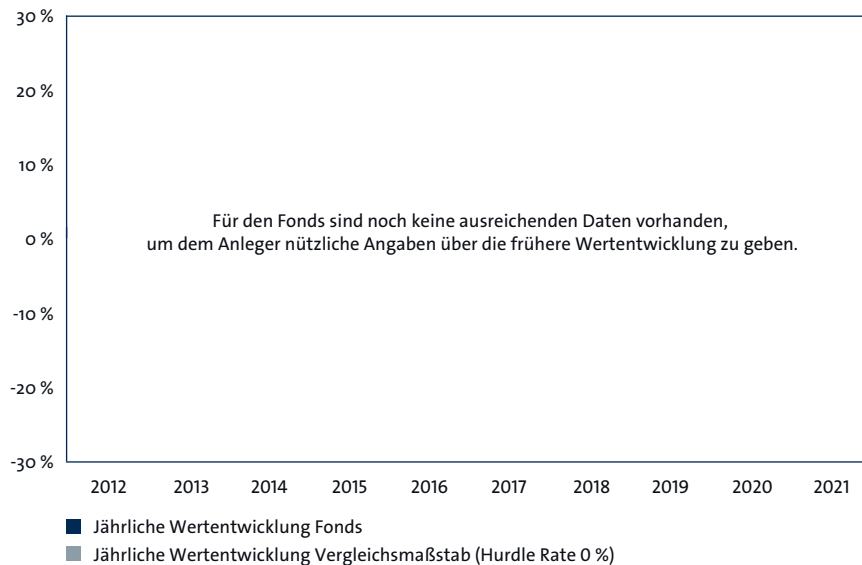 30 %
20 %
10 %
0 %
-10 %
-20 %
-30 %
Für den Fonds sind noch keine ausreichenden Daten vorhanden,
um dem Anleger nützliche Angaben über die frühere Wertentwicklung zu geben.
2012 2013 2014 2015 2016 2017 2018 2019 2020 2021
Jährliche Wertentwicklung Fonds
Jährliche Wertentwicklung Vergleichsmaßstab (Hurdle Rate 0 %)